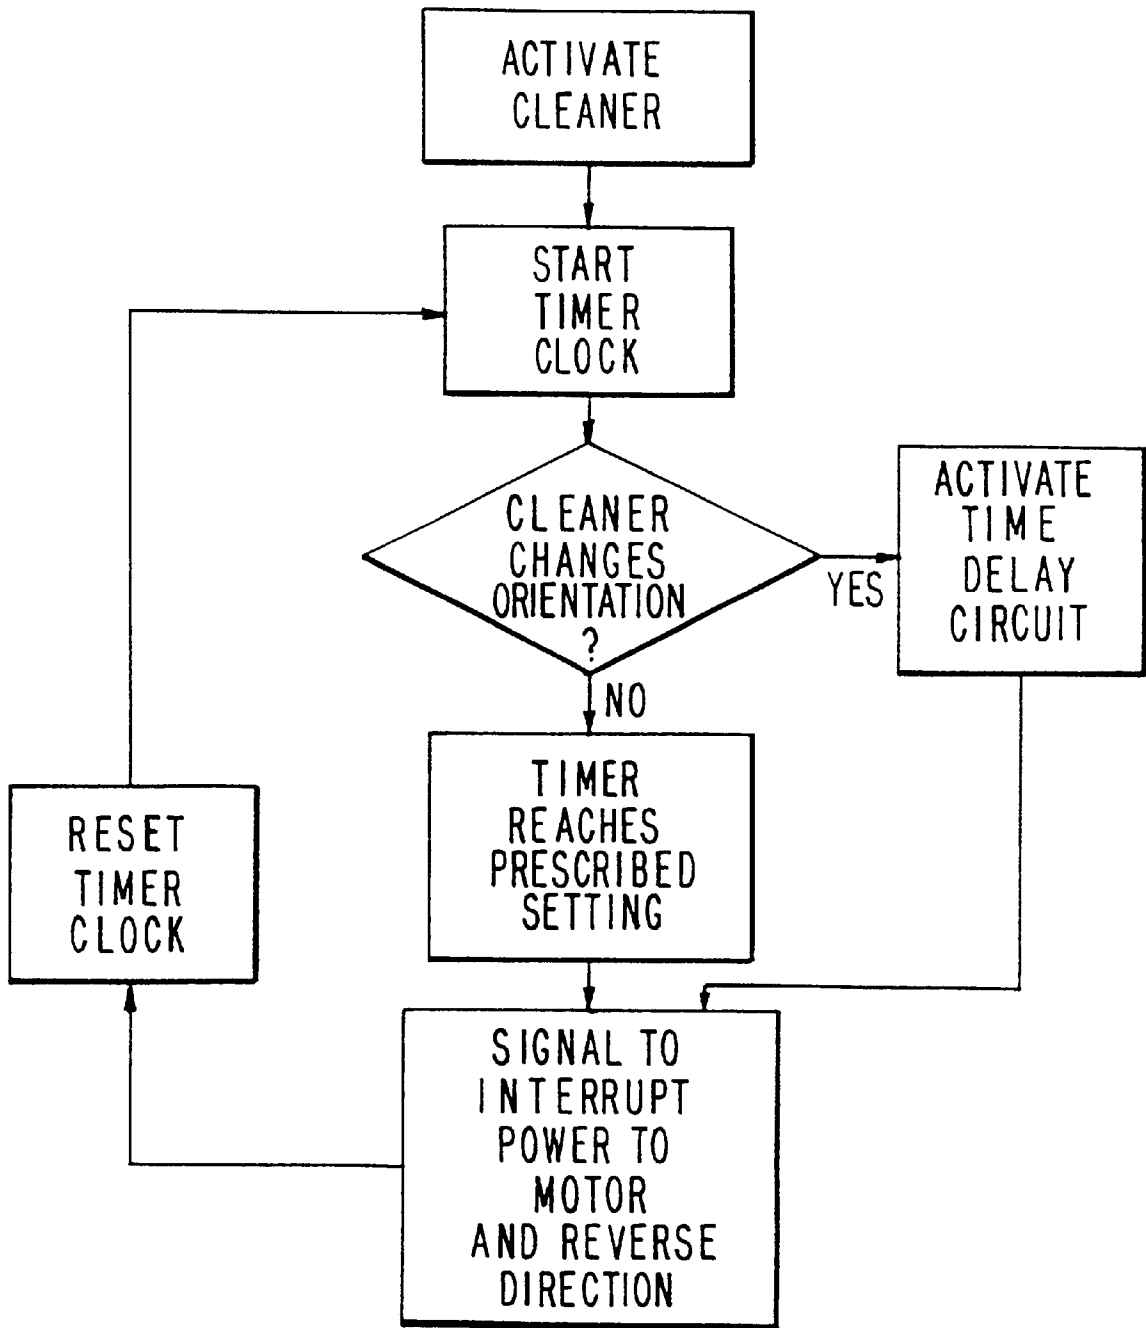 ACTIVATE
CLEANER
START
TIMER
CLOCK
CLEANER
CHANGES
ORIENTATION
?
YES
ACTIVATE
TIME
DELAY
CIRCUIT
NO
TIMER
REACHES
PRESCRIBED
SETTING
RESET
TIMER
CLOCK
SIGNAL TO
INTERRUPT
POWER TO
MOTOR
AND REVERSE
DIRECTION